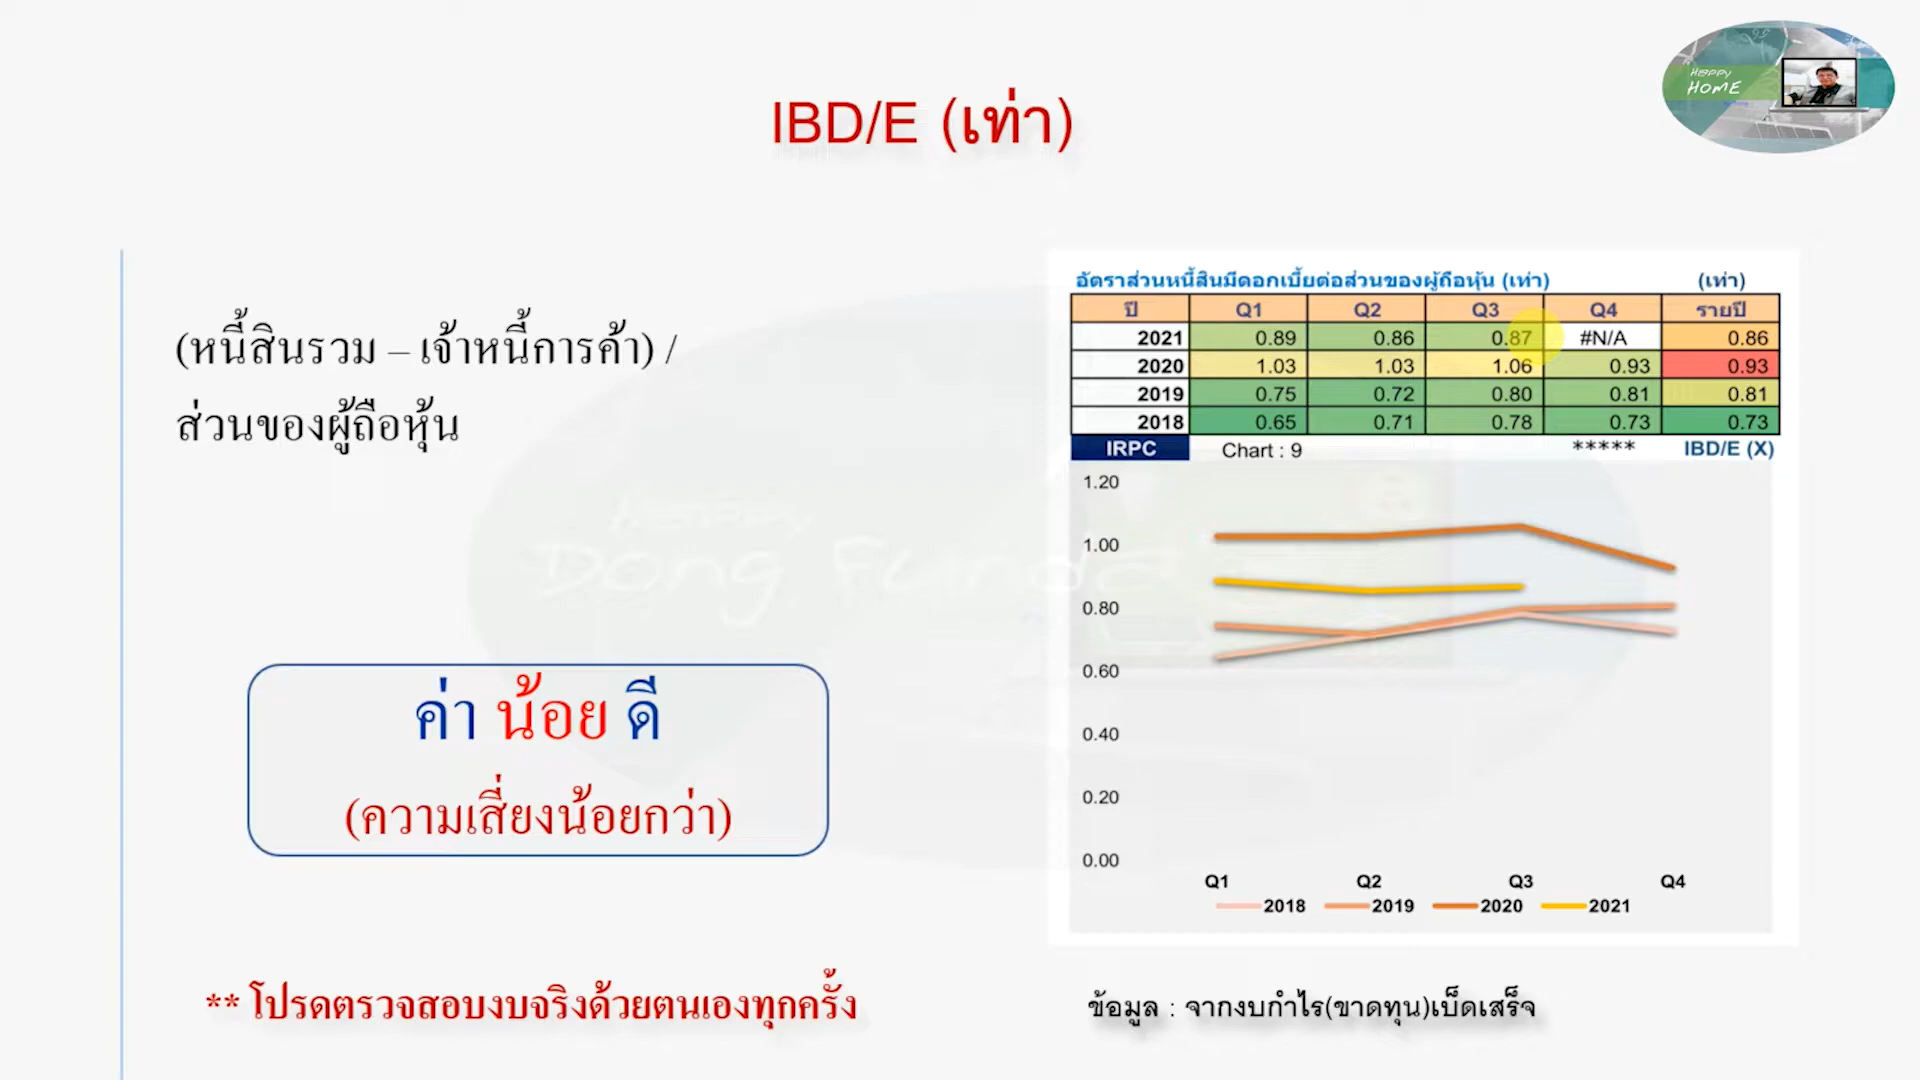 Happy
HOME
IBD/E (เท่า)
(หนี้สินรวม – เจ้าหนี้การค้า) /
ส่วนของผู้ถือหุ้น
ค่า น้อย ดี
(ความเสี่ยงน้อยกว่า)
** โปรดตรวจสอบงบจริงด้วยตนเองทุกครั้ง
อัตราส่วนหนี้สินมีดอกเบี้ยต่อส่วนของผู้ถือหุ้น (เท่า) (เท่า)
ปี Q1 Q2 Q3 Q4 รายปี
2021 0.89 0.86 0.87 #N/A 0.86
2020 1.03 1.03 1.06 0.93 0.93
2019 0.75 0.72 0.80 0.81 0.81
2018 0.65 0.71 0.78 0.73 0.73
IRPC Chart : 9 ***** IBD/E (X)
1.20
1.00
0.80
0.60
0.40
0.20
0.00
Q1 Q2 Q3 Q4
2018 2019 2020 2021
ข้อมูล : จากงบกำไร(ขาดทุน)เบ็ดเสร็จ
Dong